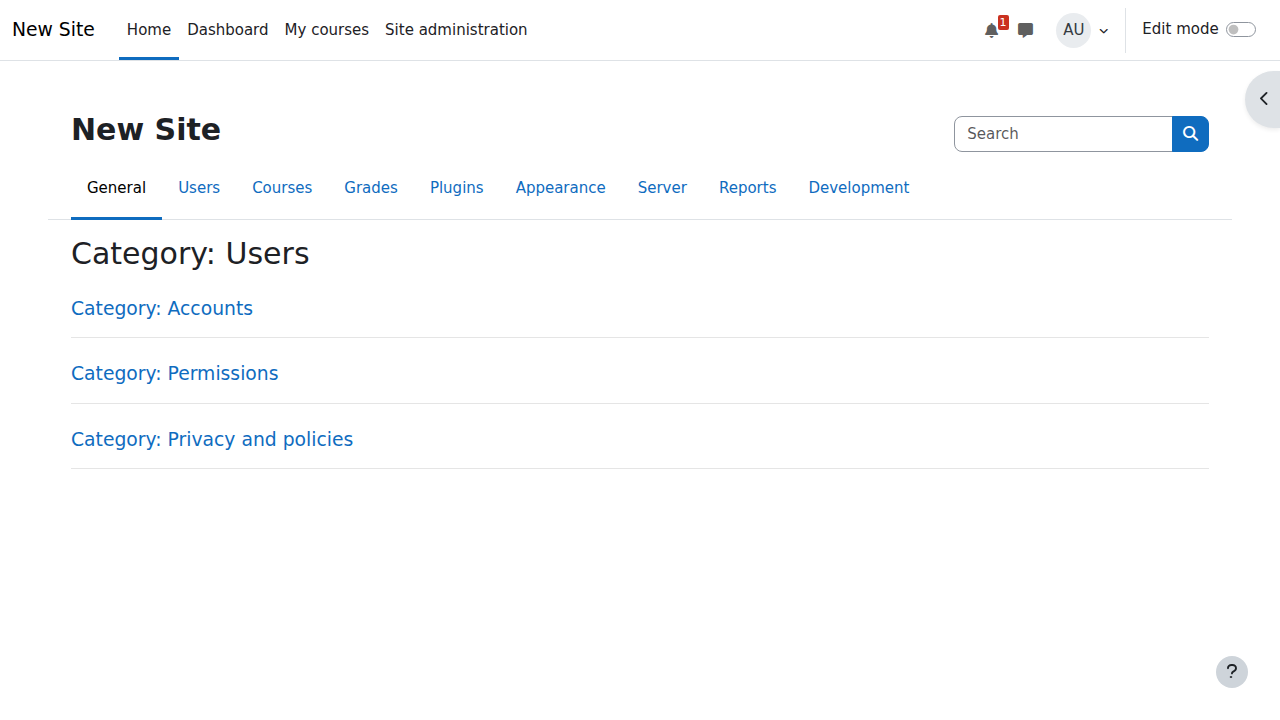 New Site
Home
Dashboard
My courses
Site administration
1
AU
Edit mode
New Site
Search
General
Users
Courses
Grades
Plugins
Appearance
Server
Reports
Development
Category: Users
Category: Accounts
Category: Permissions
Category: Privacy and policies
?